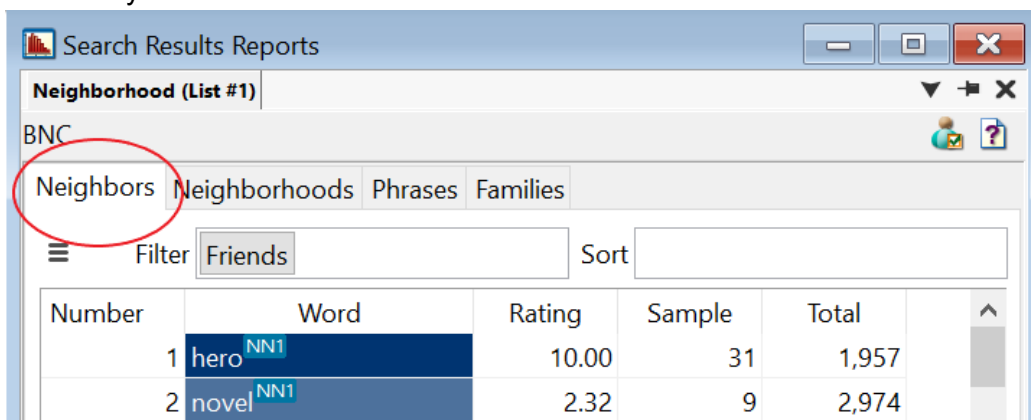 Search Results Reports
Neighborhood (List #1)
BNC
Neighbors Neighborhoods Phrases Families
Filter Friends Sort
Number Word Rating Sample Total
1 hero NN1 10.00 31 1,957
2 novel NN1 2.32 9 2,974